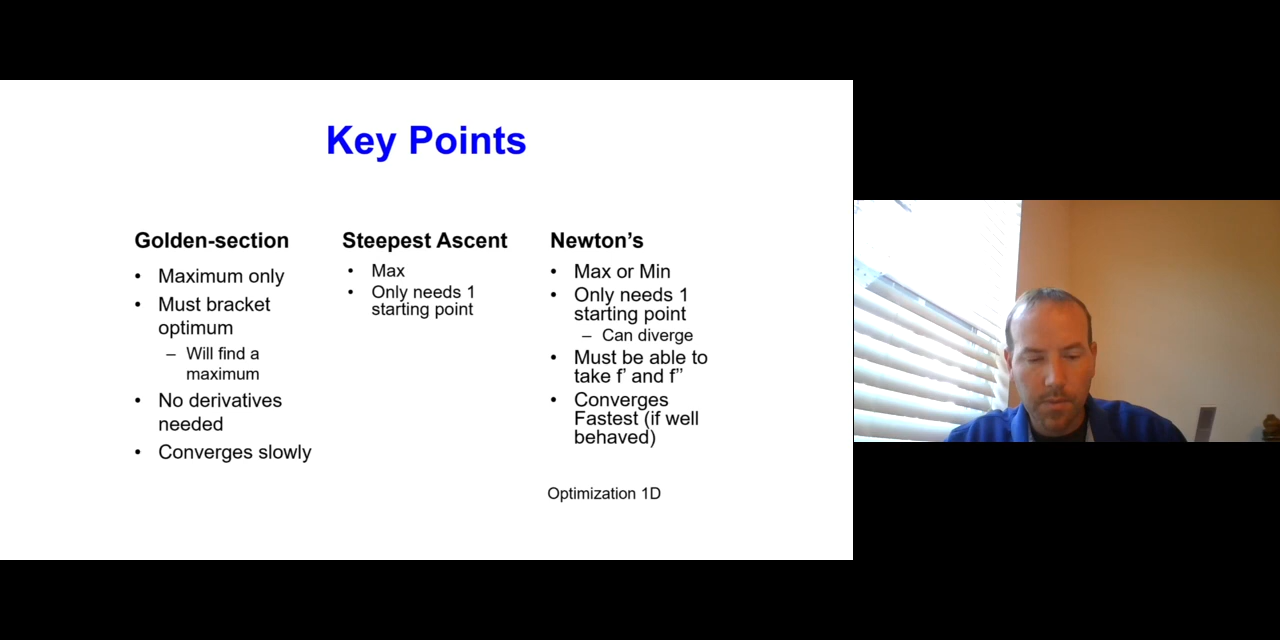 Key Points
Golden-section
• Maximum only
• Must bracket
optimum
– Will find a
maximum
• No derivatives
needed
• Converges slowly
Steepest Ascent
• Max
• Only needs 1
starting point
Newton’s
• Max or Min
• Only needs 1
starting point
– Can diverge
• Must be able to
take f’ and f’’
• Converges
Fastest (if well
behaved)
Optimization 1D